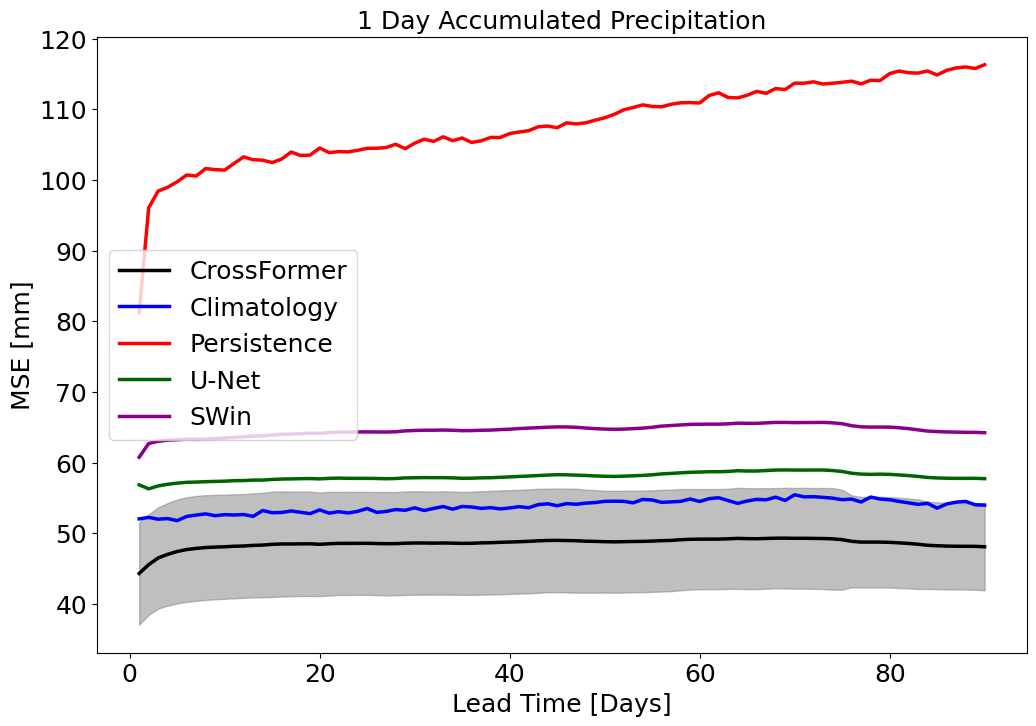 1 Day Accumulated Precipitation
120
110
100
90
80
70
60
50
40
MSE [mm]
CrossFormer
Climatology
Persistence
U-Net
SWin
0 20 40 60 80
Lead Time [Days]